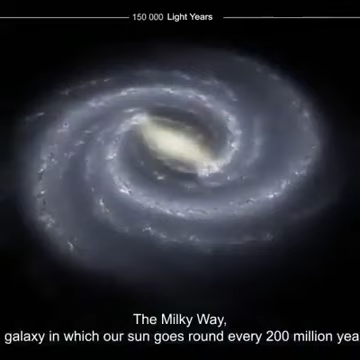 150 000 Light Years
The Milky Way,
galaxy in which our sun goes round every 200 million yea